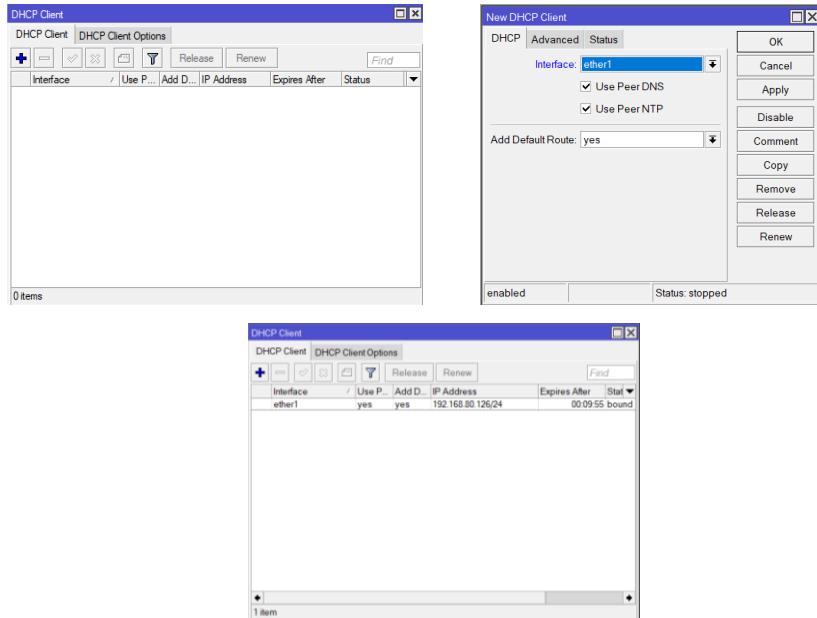 DHCP Client
DHCP Client DHCP Client Options
Release Renew Find
Interface Use P... Add D... IP Address Expires After Status
0 items
New DHCP Client
DHCP Advanced Status
Interface: ether1
Use Peer DNS
Use Peer NTP
Add Default Route: yes
OK
Cancel
Apply
Disable
Comment
Copy
Remove
Release
Renew
enabled Status: stopped
DHCP Client
DHCP Client DHCP Client Options
Release Renew Find
Interface Use P... Add D... IP Address Expires After Stat
ether1 yes yes 192.168.80.126/24 00:09:55 bound
1 item